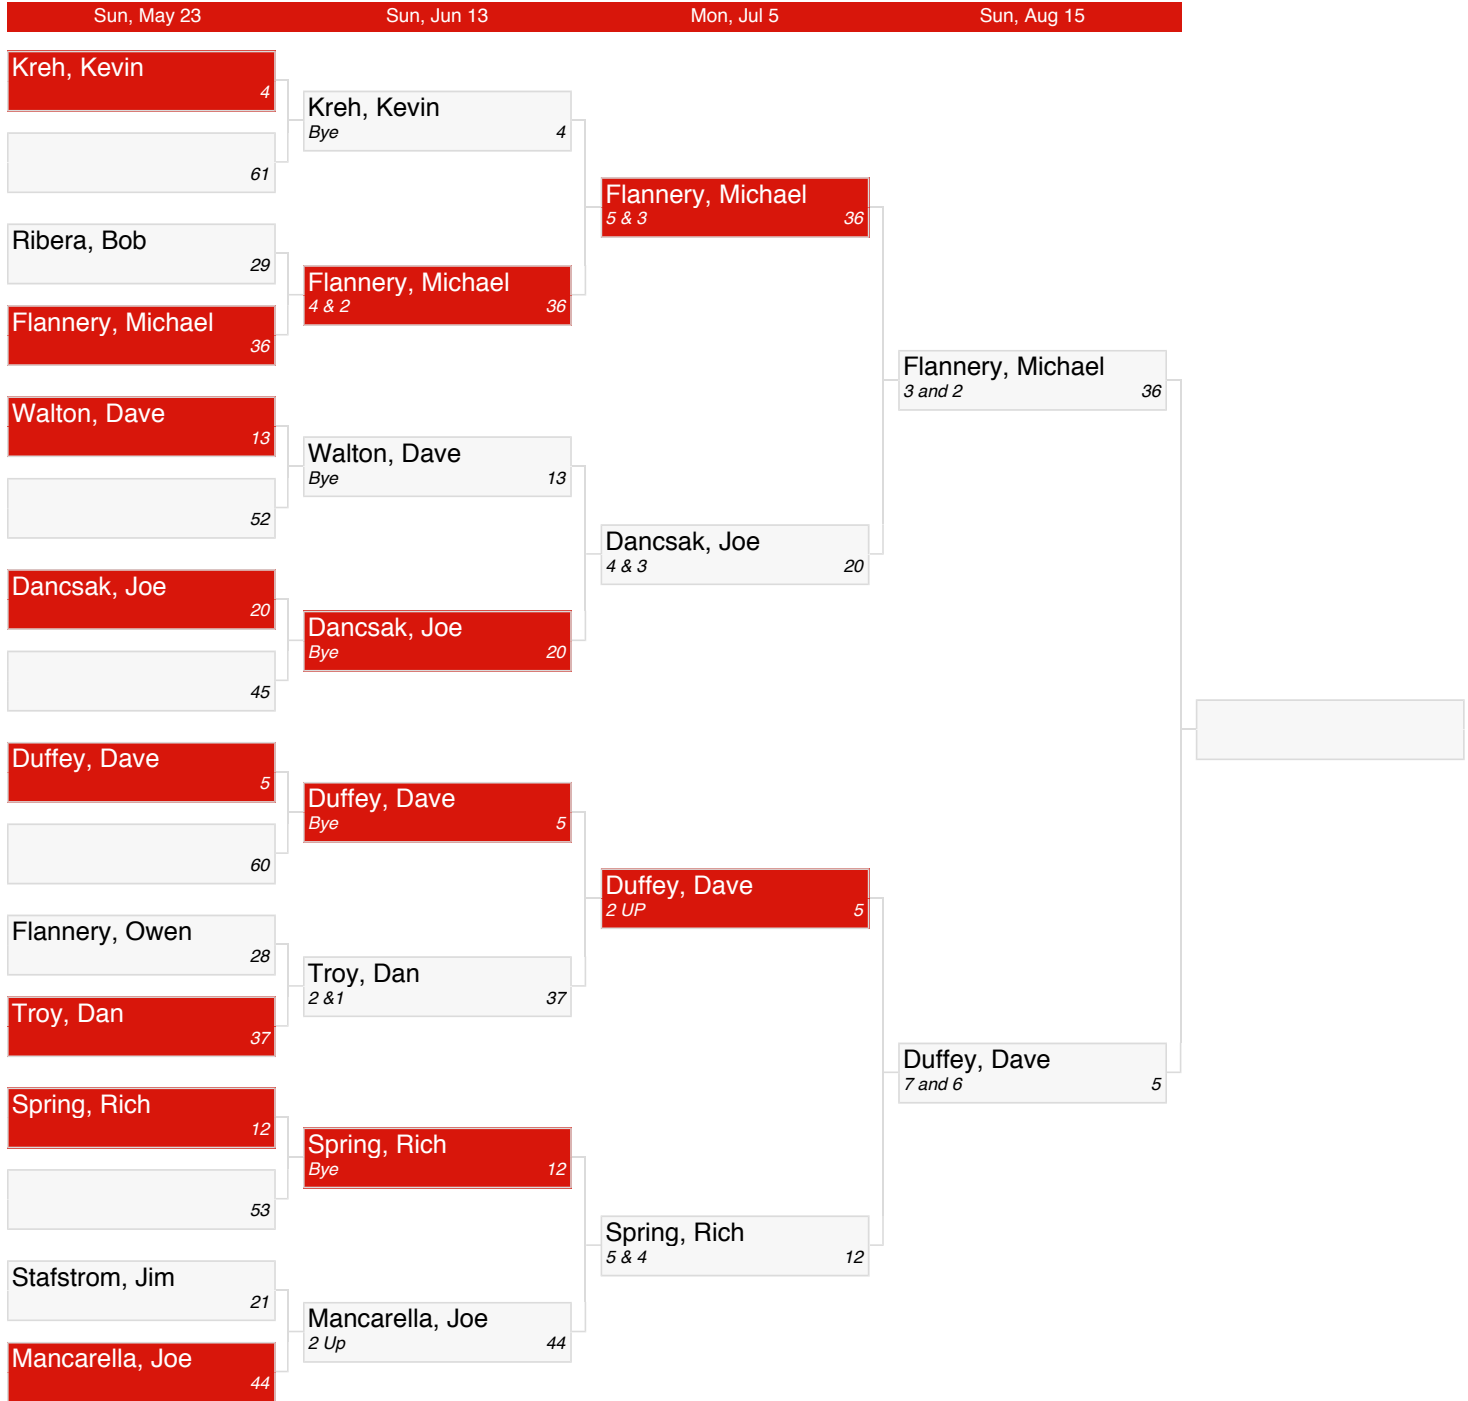 Sun, May 23
Sun, Jun 13
Mon, Jul 5
Sun, Aug 15
Kreh, Kevin
4
61
Ribera, Bob
29
Flannery, Michael
36
Walton, Dave
13
52
Dancsak, Joe
20
45
Duffey, Dave
5
60
Flannery, Owen
28
Troy, Dan
37
Spring, Rich
12
53
Stafstrom, Jim
21
Mancarella, Joe
44
Kreh, Kevin
Bye 4
Flannery, Michael
4 & 2 36
Walton, Dave
Bye 13
Dancsak, Joe
Bye 20
Duffey, Dave
Bye 5
Troy, Dan
2 &1 37
Spring, Rich
Bye 12
Mancarella, Joe
2 Up 44
Flannery, Michael
5 & 3 36
Dancsak, Joe
4 & 3 20
Duffey, Dave
2 UP 5
Spring, Rich
5 & 4 12
Flannery, Michael
3 and 2 36
Duffey, Dave
7 and 6 5